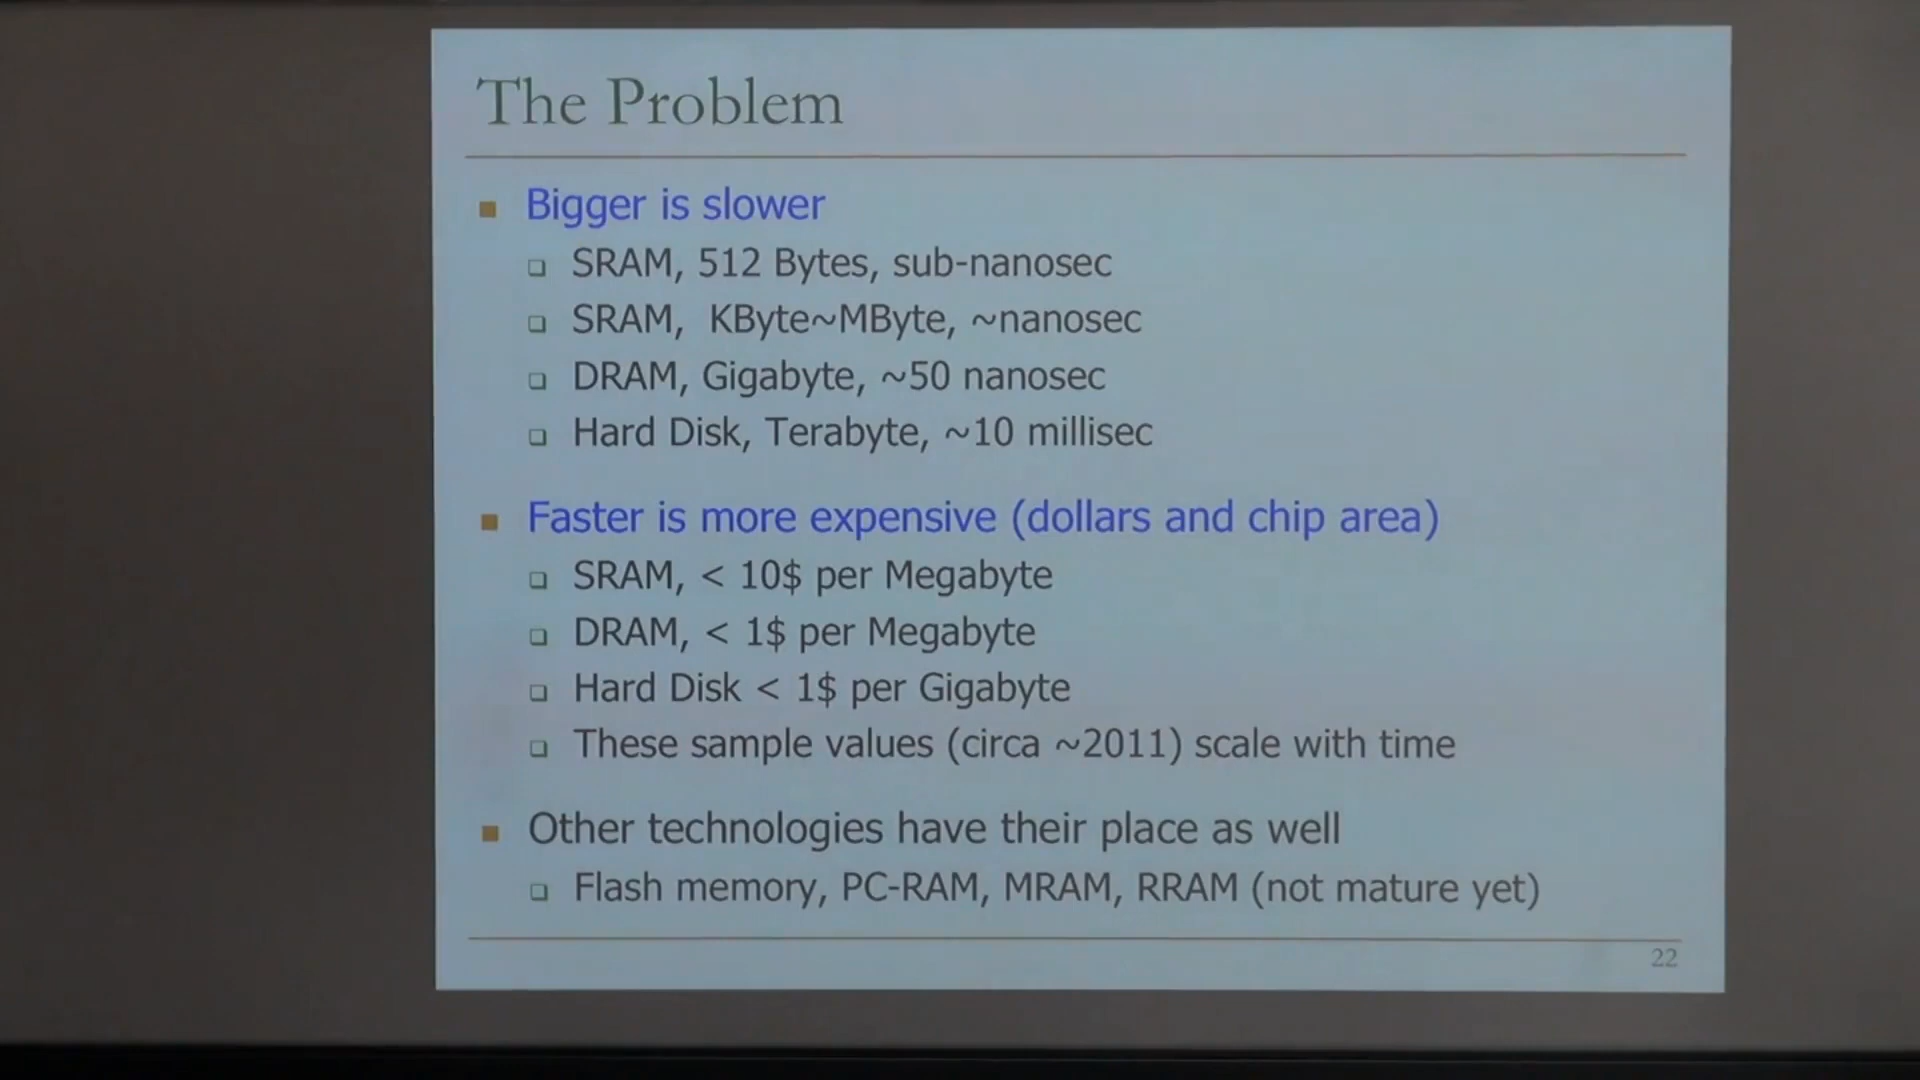 The Problem
Bigger is slower
SRAM, 512 Bytes, sub-nanosec
SRAM, KByte~MByte, ~nanosec
DRAM, Gigabyte, ~50 nanosec
Hard Disk, Terabyte, ~10 millisec
Faster is more expensive (dollars and chip area)
SRAM, < 10$ per Megabyte
DRAM, < 1$ per Megabyte
Hard Disk < 1$ per Gigabyte
These sample values (circa ~2011) scale with time
Other technologies have their place as well
Flash memory, PC-RAM, MRAM, RRAM (not mature yet)
22